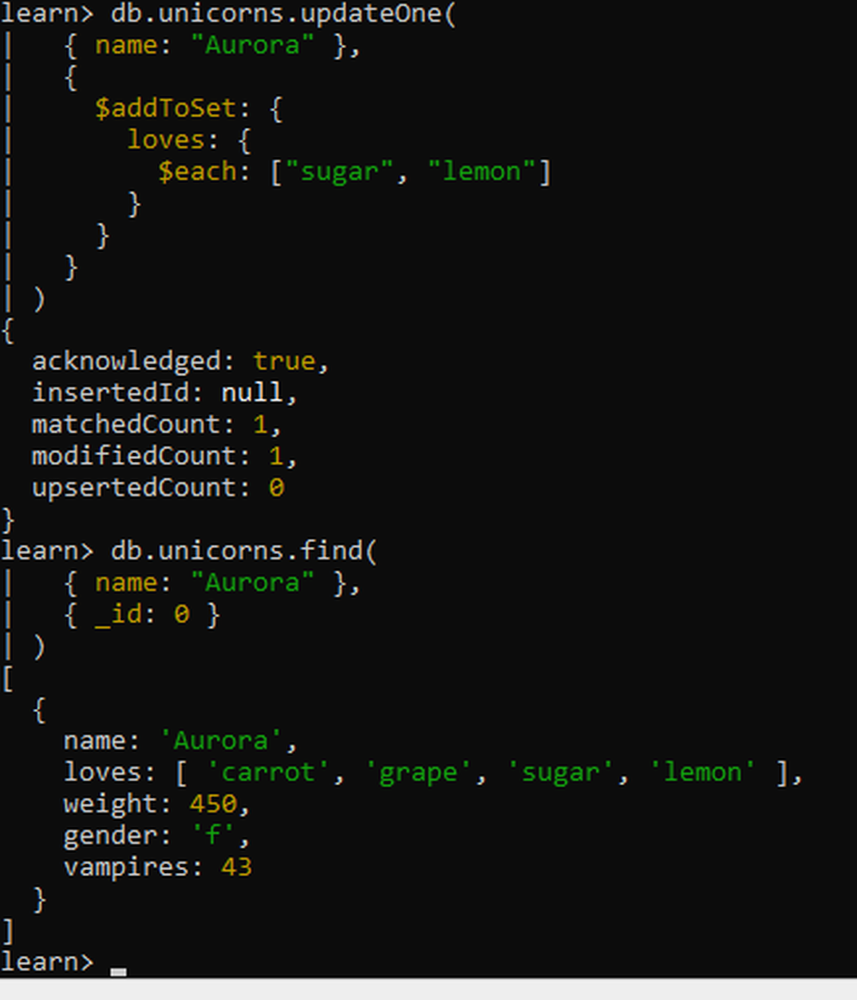 learn> db.unicorns.updateOne(
|   { name: "Aurora" },
|   {
|     $addToSet: {
|       loves: {
|         $each: ["sugar", "lemon"]
|       }
|     }
|   }
| )
{
  acknowledged: true,
  insertedId: null,
  matchedCount: 1,
  modifiedCount: 1,
  upsertedCount: 0
}
learn> db.unicorns.find(
|   { name: "Aurora" },
|   { _id: 0 }
| )
[
  {
    name: 'Aurora',
    loves: [ 'carrot', 'grape', 'sugar', 'lemon' ],
    weight: 450,
    gender: 'f',
    vampires: 43
  }
]
learn>